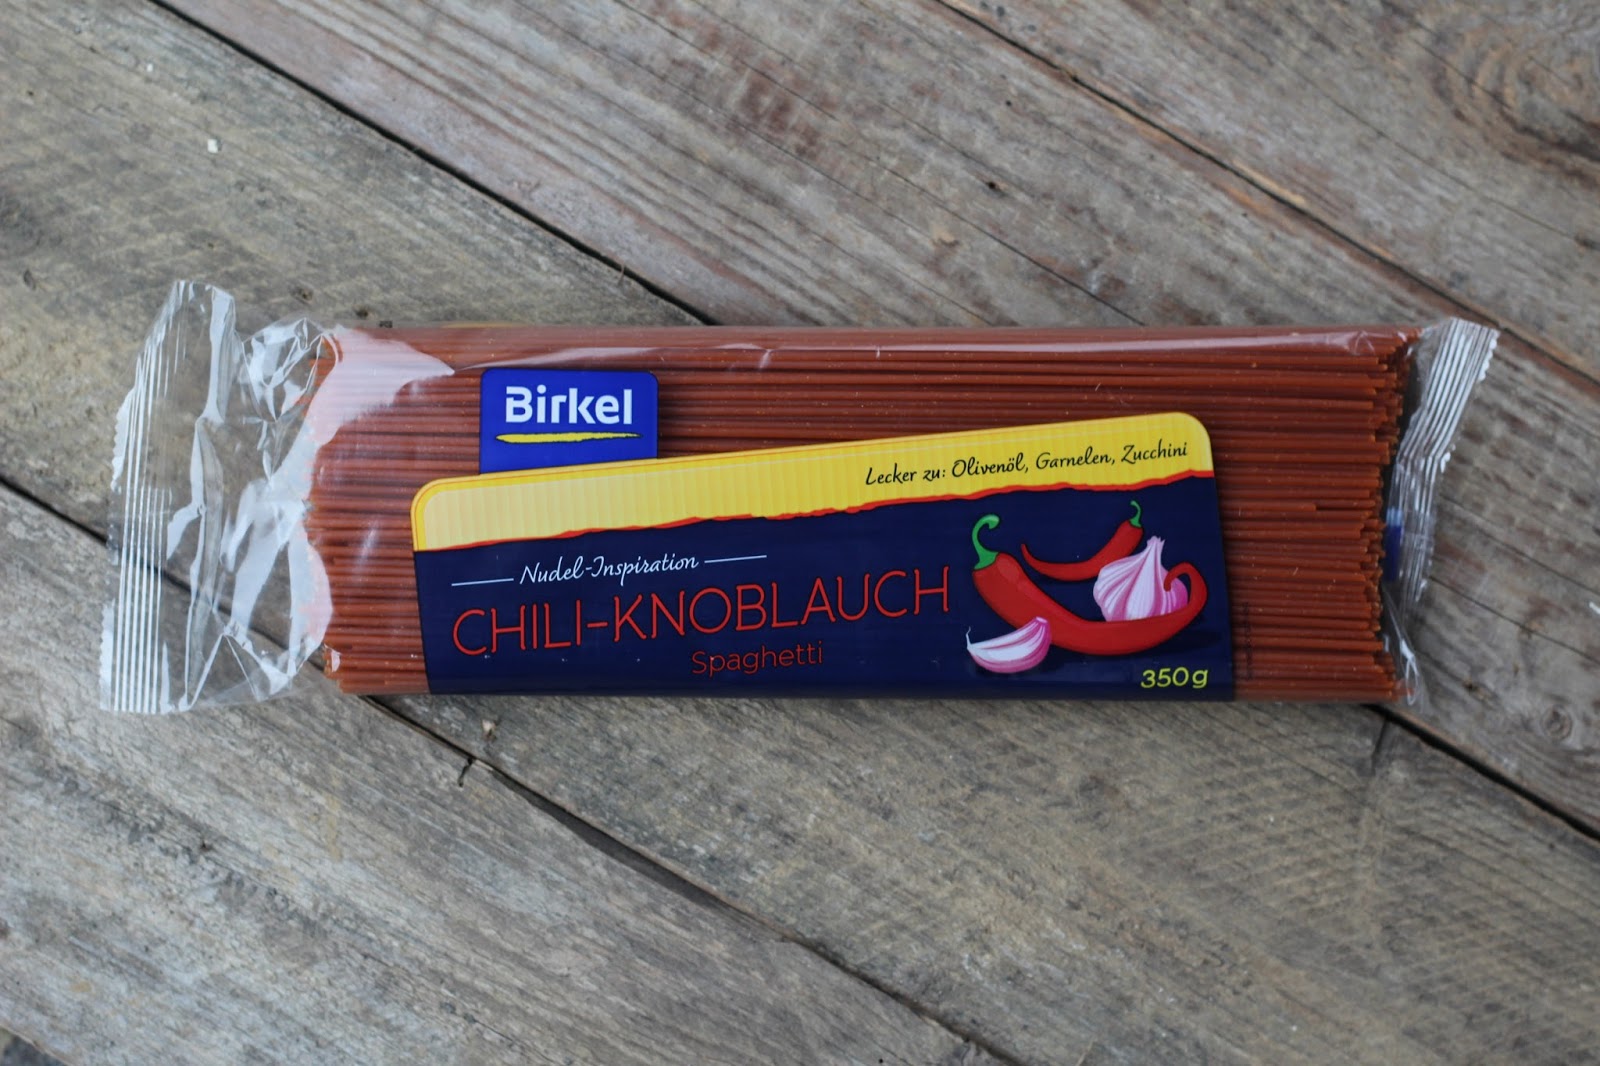 Birkel
Lecker zu: Olivenöl, Garnelen, Zucchini
Nudel-Inspiration
CHILI-KNOBLAUCH
Spaghetti
350g